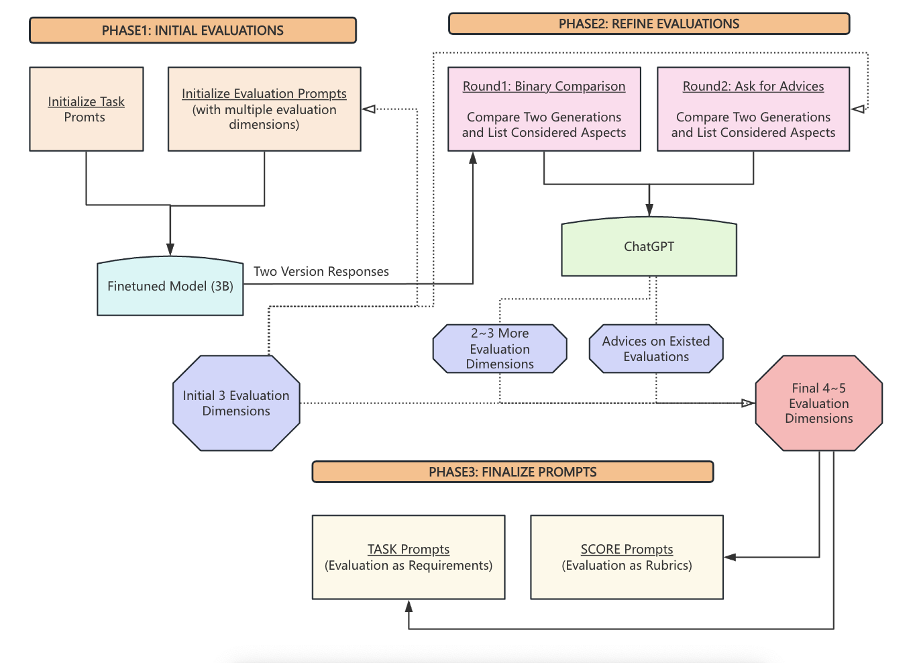 PHASE1: INITIAL EVALUATIONS
PHASE2: REFINE EVALUATIONS
Initialize Task
Promts
Initialize Evaluation Prompts
(with multiple evaluation
dimensions)
Round1: Binary Comparison
Compare Two Generations
and List Considered Aspects
Round2: Ask for Advices
Compare Two Generations
and List Considered Aspects
ChatGPT
Finetuned Model (3B)
Two Version Responses
2~3 More
Evaluation
Dimensions
Advices on Existed
Evaluations
Initial 3 Evaluation
Dimensions
Final 4~5
Evaluation
Dimensions
PHASE3: FINALIZE PROMPTS
TASK Prompts
(Evaluation as Requirements)
SCORE Prompts
(Evaluation as Rubrics)